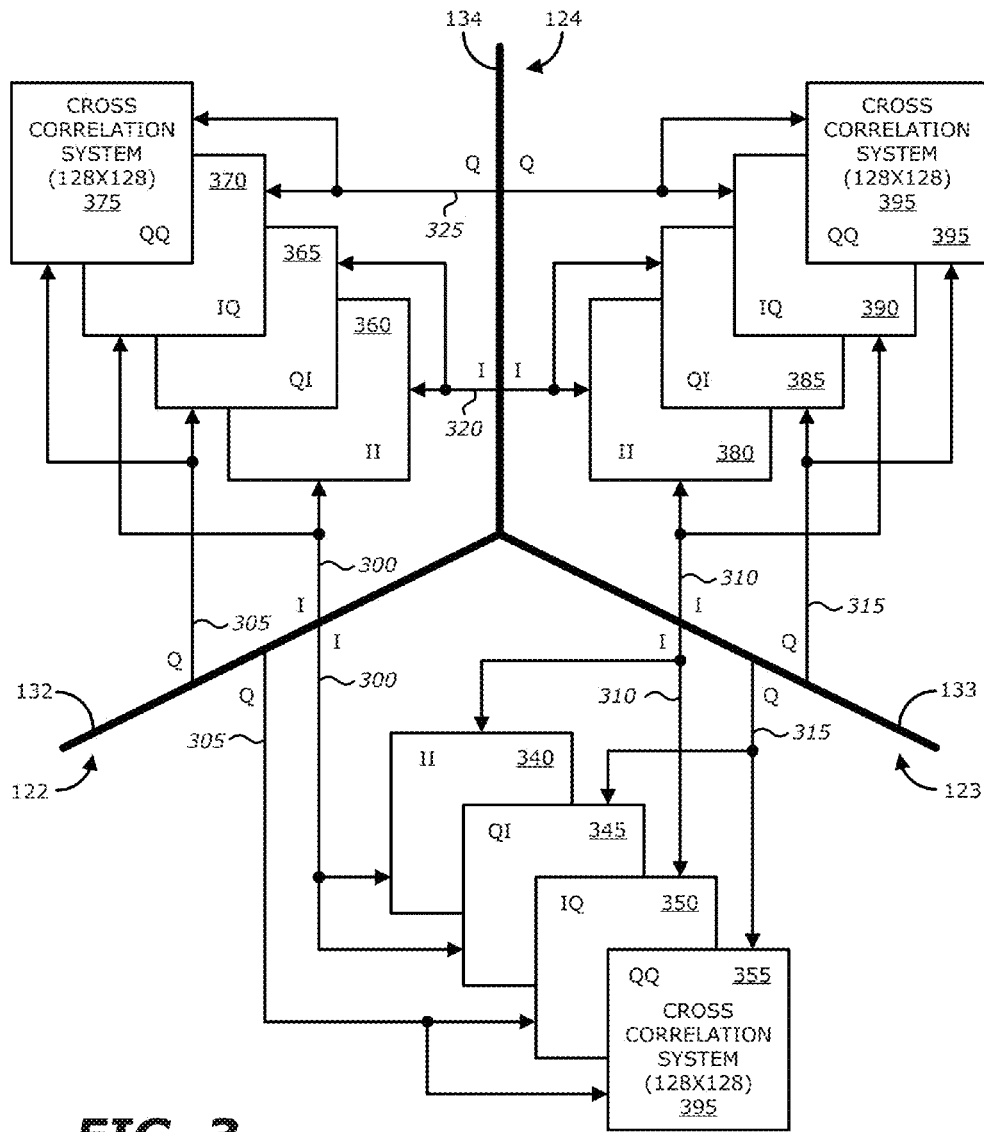 134
124
CROSS
CORRELATION
SYSTEM
(128X128)
375
QQ
370
IQ
365
QI
360
II
Q
Q
325
I
I
320
CROSS
CORRELATION
SYSTEM
(128X128)
395
QQ
395
IQ
390
QI
385
II
380
300
310
305
I
I
315
Q
Q
I
I
132
Q
300
310
Q
133
305
315
122
123
II
340
QI
345
IQ
350
QQ
355
CROSS
CORRELATION
SYSTEM
(128X128)
395
FIG. 3